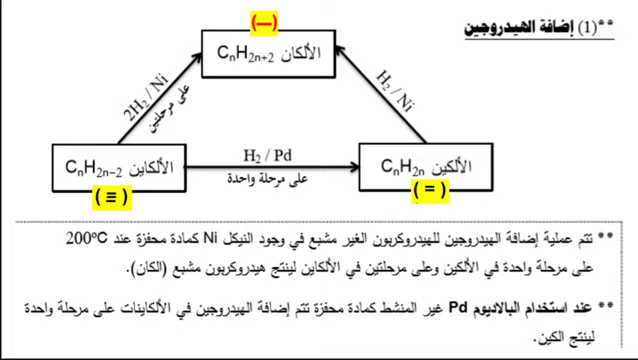 **(1) إضافة الهيدروجين
(—)
الألكان CnH2n+2
2H2 / Ni
على مرحلتين
H2 / Ni
الألكاين CnH2n−2
(≡)
H2 / Pd
على مرحلة واحدة
الألكين CnH2n
(=)
** تتم عملية إضافة الهيدروجين للهيدروكربون الغير مشبع في وجود النيكل Ni كمادة محفزة عند 200ºC
على مرحلة واحدة في الألكين وعلى مرحلتين في الألكاين لينتج هيدروكربون مشبع (الكان).
** عند استخدام البالاديوم Pd غير المنشط كمادة محفزة تتم إضافة الهيدروجين في الألكاينات على مرحلة واحدة
لينتج الكين.